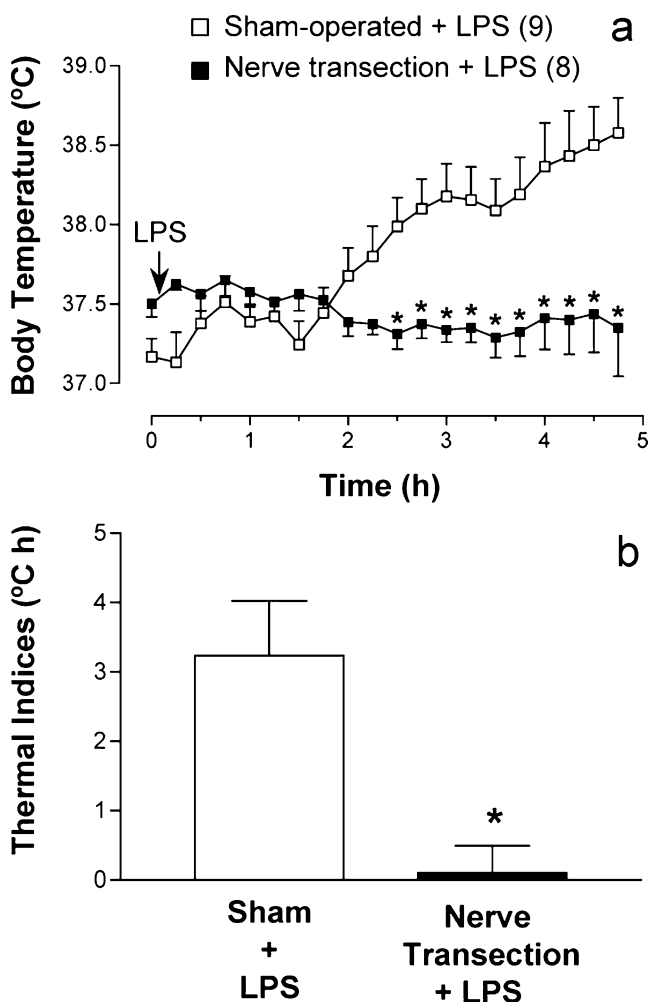 Sham-operated + LPS (9)
Nerve transection + LPS (8)
a
Body Temperature (ºC)
39.0
38.5
38.0
37.5
37.0
LPS
* * * * * * * * * *
0 1 2 3 4 5
Time (h)
b
Thermal Indices (ºC h)
5
4
3
2
1
0
*
Sham
+
LPS
Nerve
Transection
+ LPS